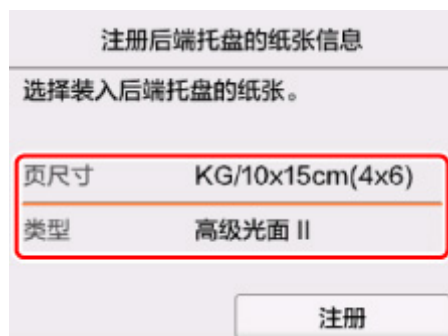 注册后端托盘的纸张信息
选择装入后端托盘的纸张。
页尺寸 KG/10x15cm(4x6)
类型 高级光面 II
注册